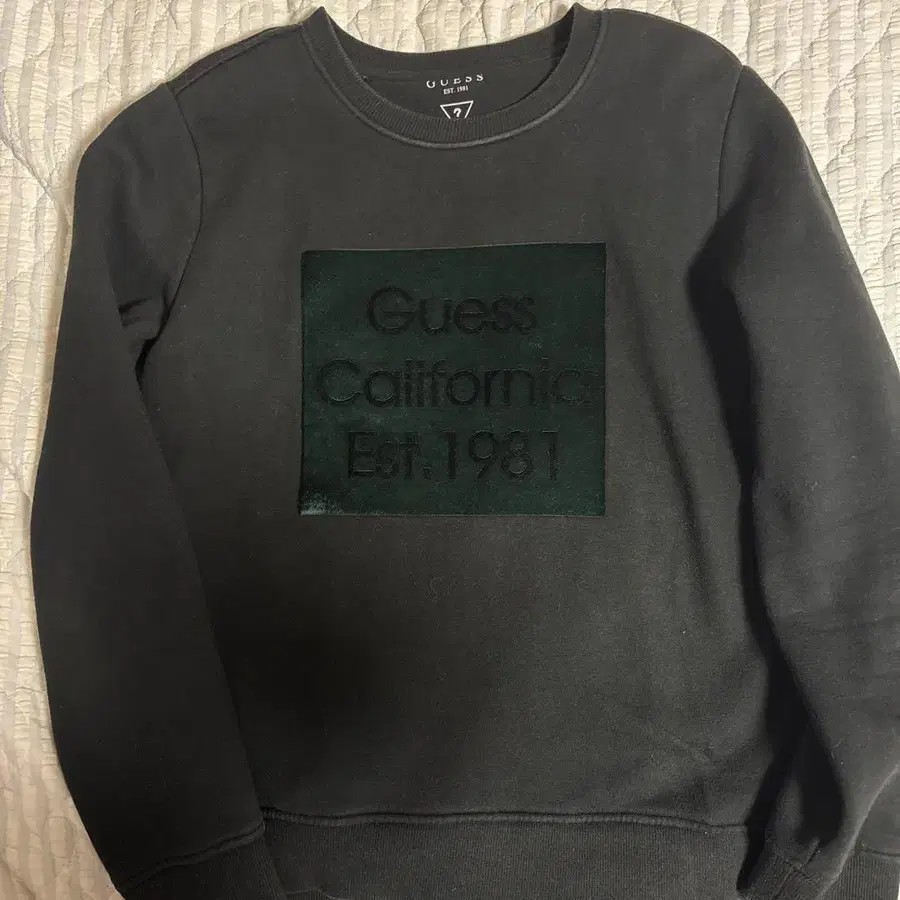 GUESS
EST. 1981
?
Guess
California
Est.1981